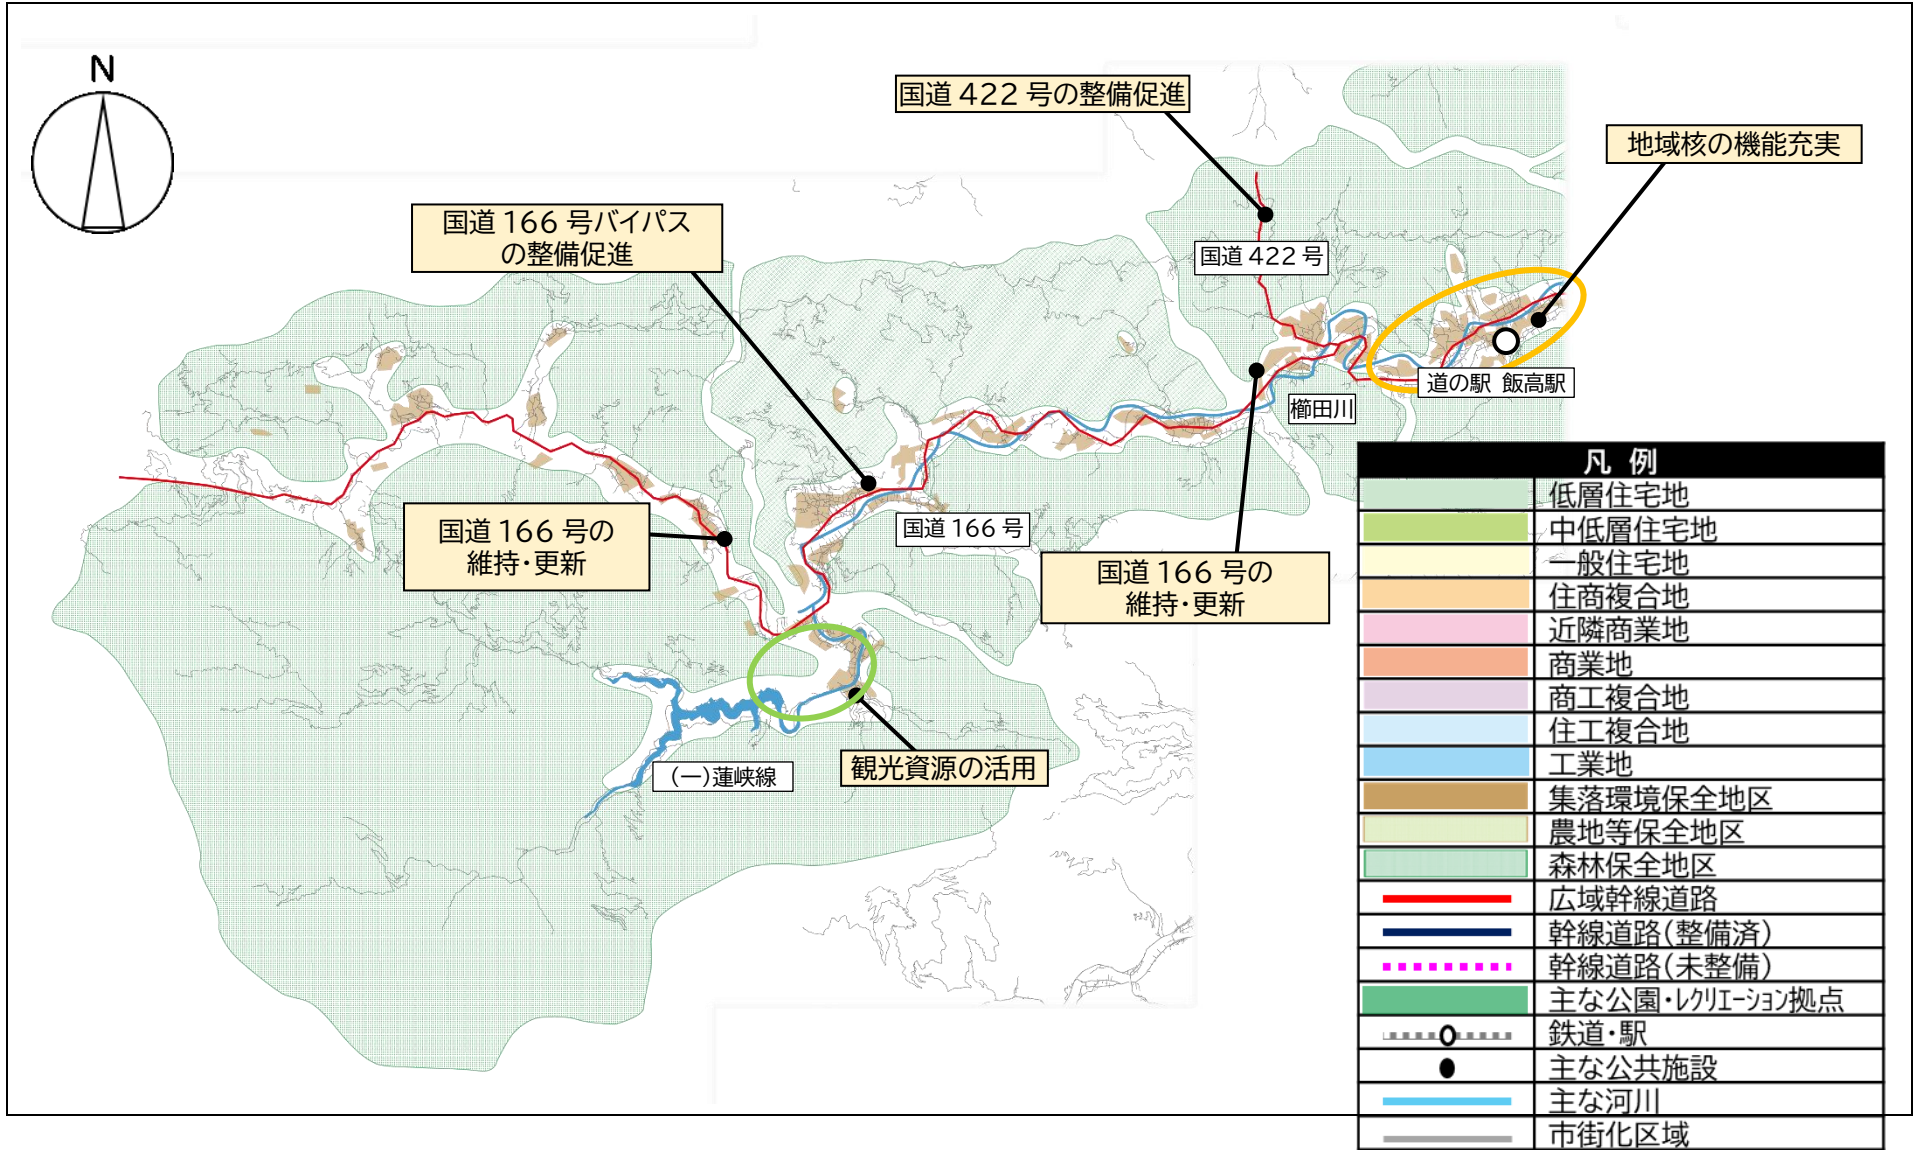 N
国道 422 号の整備促進
地域核の機能充実
国道 166 号バイパス
の整備促進
国道 422 号
道の駅 飯高駅
櫛田川
国道 166 号
国道 166 号の
維持・更新
国道 166 号の
維持・更新
観光資源の活用
(一)蓮峡線
凡 例
低層住宅地
中低層住宅地
一般住宅地
住商複合地
近隣商業地
商業地
商工複合地
住工複合地
工業地
集落環境保全地区
農地等保全地区
森林保全地区
広域幹線道路
幹線道路(整備済)
幹線道路(未整備)
主な公園・ﾚｸﾘｴｰｼｮﾝ拠点
鉄道・駅
主な公共施設
主な河川
市街化区域